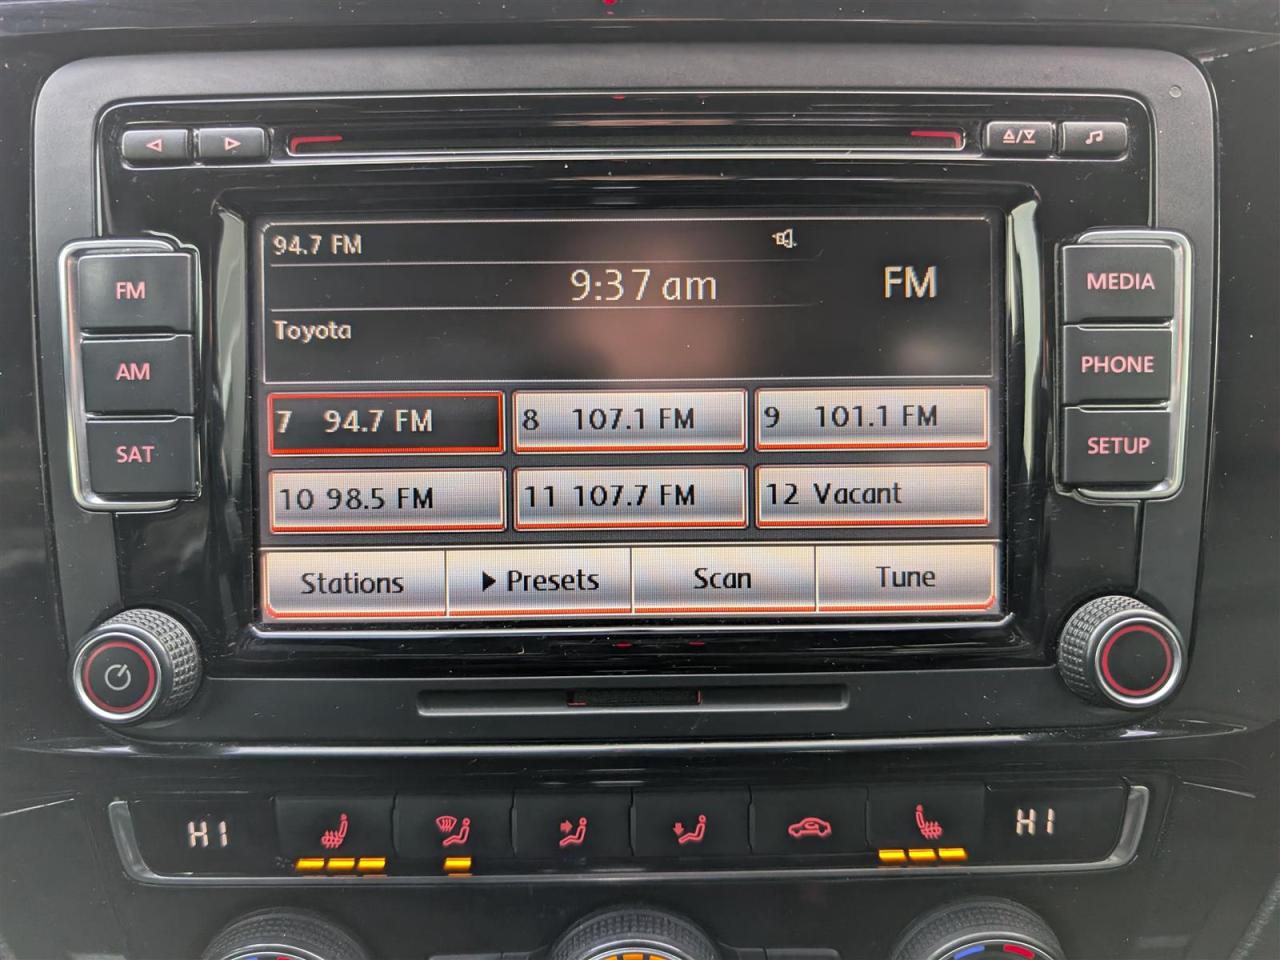 94.7 FM
9:37 am
FM
Toyota
7 94.7 FM
8 107.1 FM
9 101.1 FM
10 98.5 FM
11 107.7 FM
12 Vacant
Stations
Presets
Scan
Tune
FM
AM
SAT
MEDIA
PHONE
SETUP
HI
HI